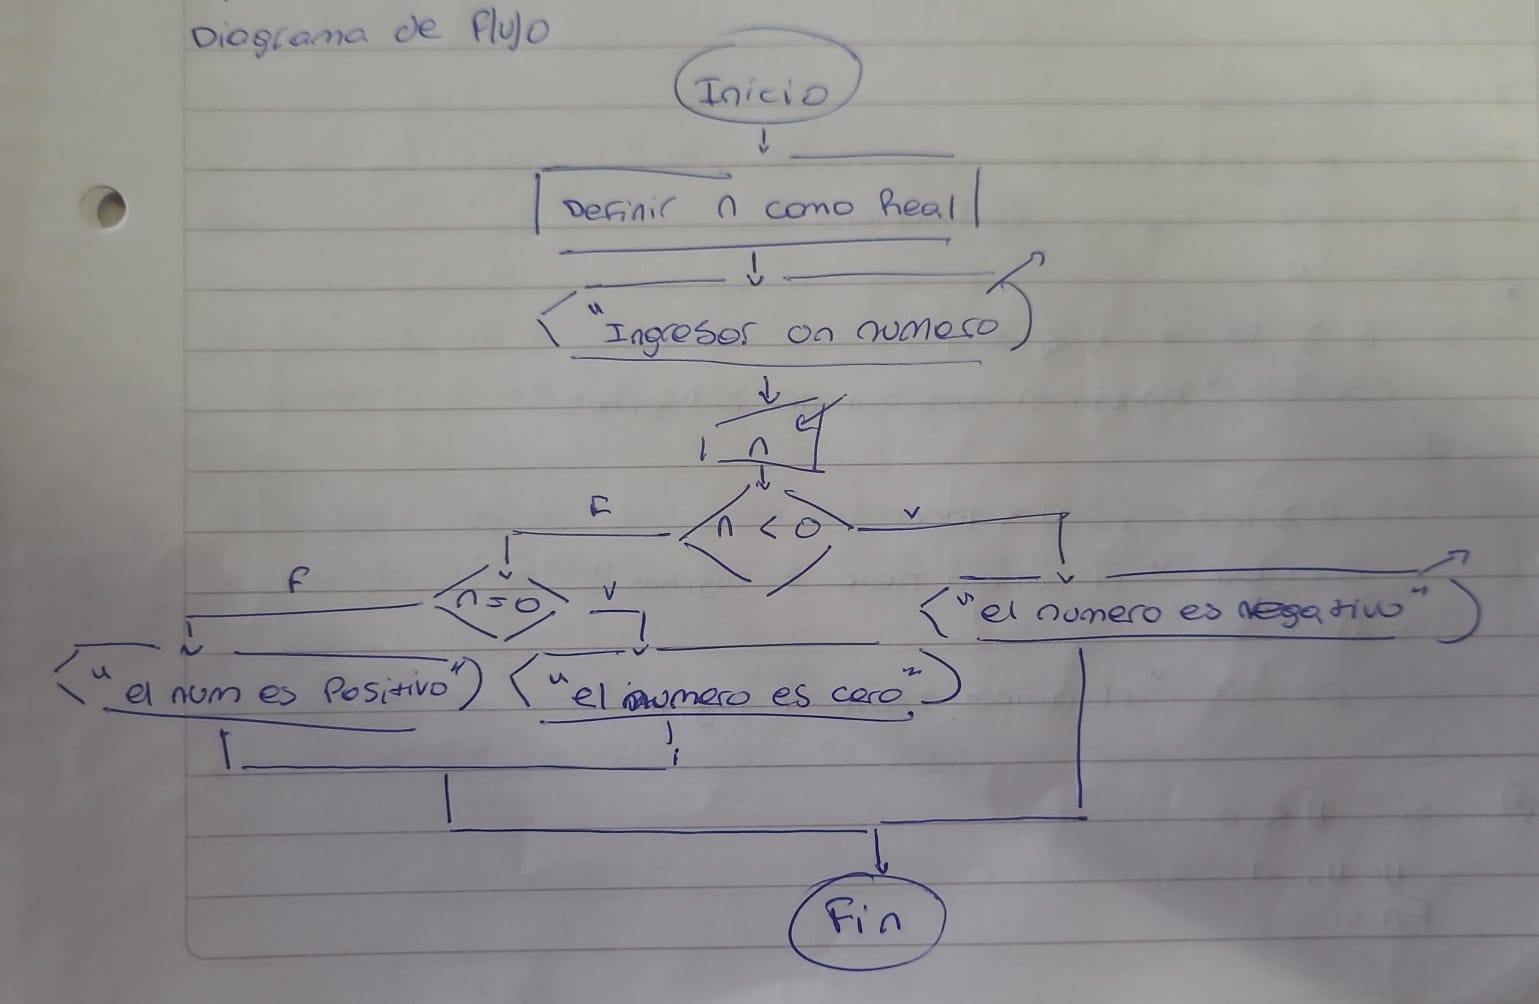 Diagrama de Flujo
Inicio
Definir n como Real
"Ingresar un numero
n
n < 0
F
v
n = 0
F
v
"el numero es negativo"
"el num es Positivo"
"el numero es cero"
Fin